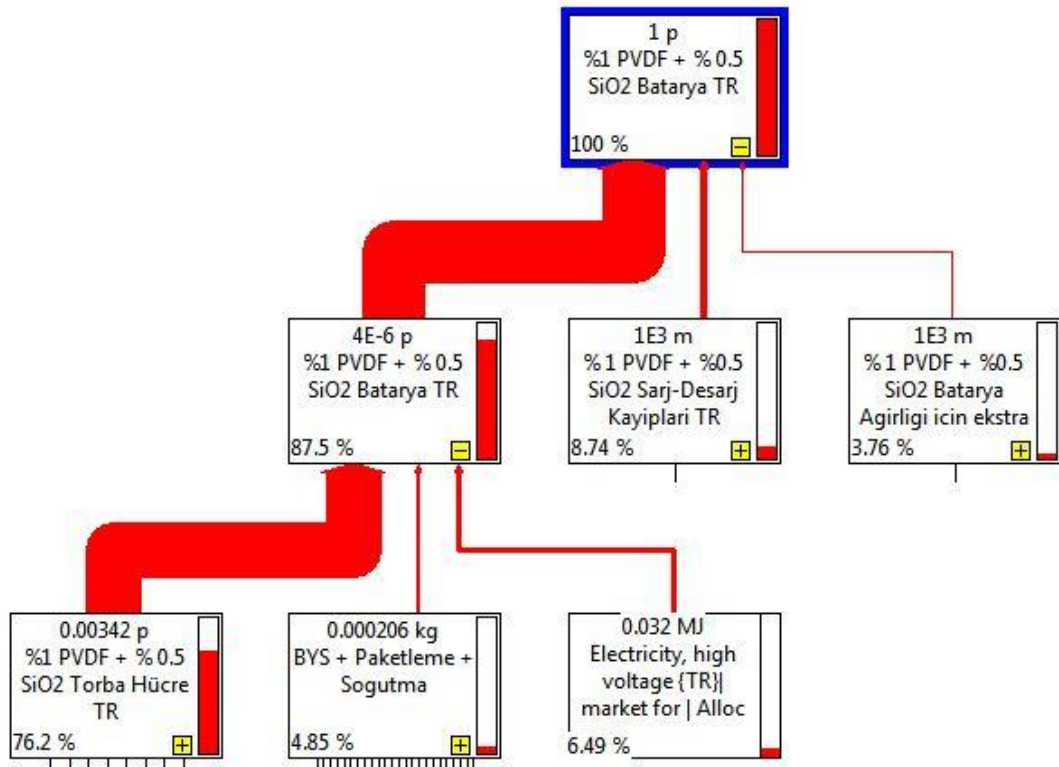 1 p
%1 PVDF + % 0.5
SiO2 Batarya TR
100 %
4E-6 p
%1 PVDF + % 0.5
SiO2 Batarya TR
87.5 %
1E3 m
% 1 PVDF + %0.5
SiO2 Sarj-Desarj
Kayiplari TR
8.74 %
1E3 m
% 1 PVDF + %0.5
SiO2 Batarya
Agirligi icin ekstra
3.76 %
0.00342 p
%1 PVDF + % 0.5
SiO2 Torba Hücre
TR
76.2 %
0.000206 kg
BYS + Paketleme +
Sogutma
4.85 %
0.032 MJ
Electricity, high
voltage {TR}|
market for | Alloc
6.49 %